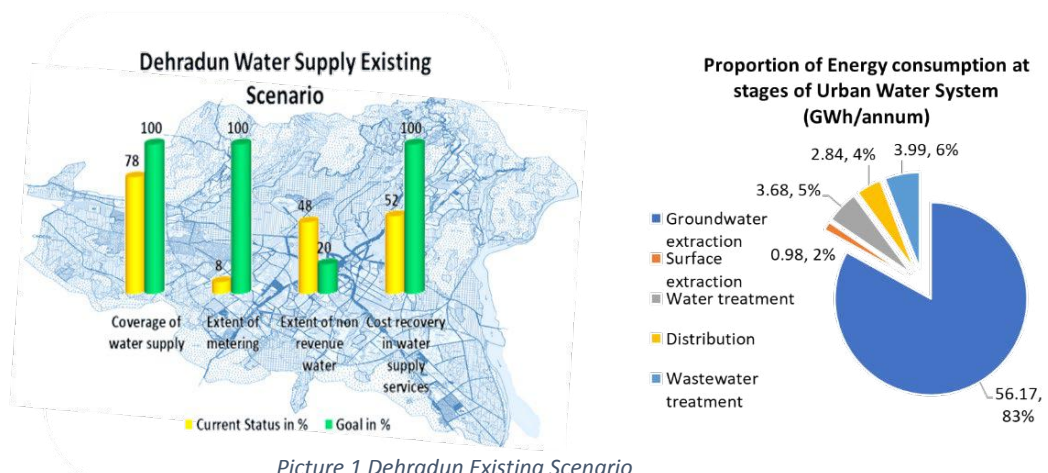 Dehradun Water Supply Existing
Scenario
100
100
100
78
48
52
20
8
Coverage of
water supply
Extent of
metering
Extent of non
revenue
water
Cost recovery
in water
supply
services
Current Status in %
Goal in %
Proportion of Energy consumption at
stages of Urban Water System
(GWh/annum)
2.84, 4%
3.99, 6%
3.68, 5%
0.98, 2%
56.17,
83%
Groundwater
extraction
Surface
extraction
Water treatment
Distribution
Wastewater
treatment
Picture 1 Dehradun Existing Scenario